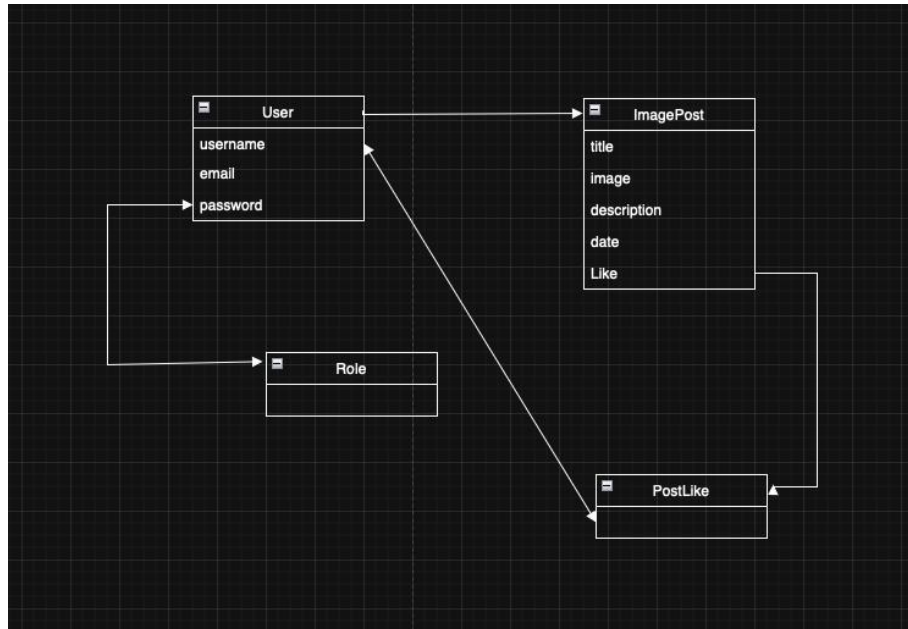 User
username
email
password
ImagePost
title
image
description
date
Like
Role
PostLike